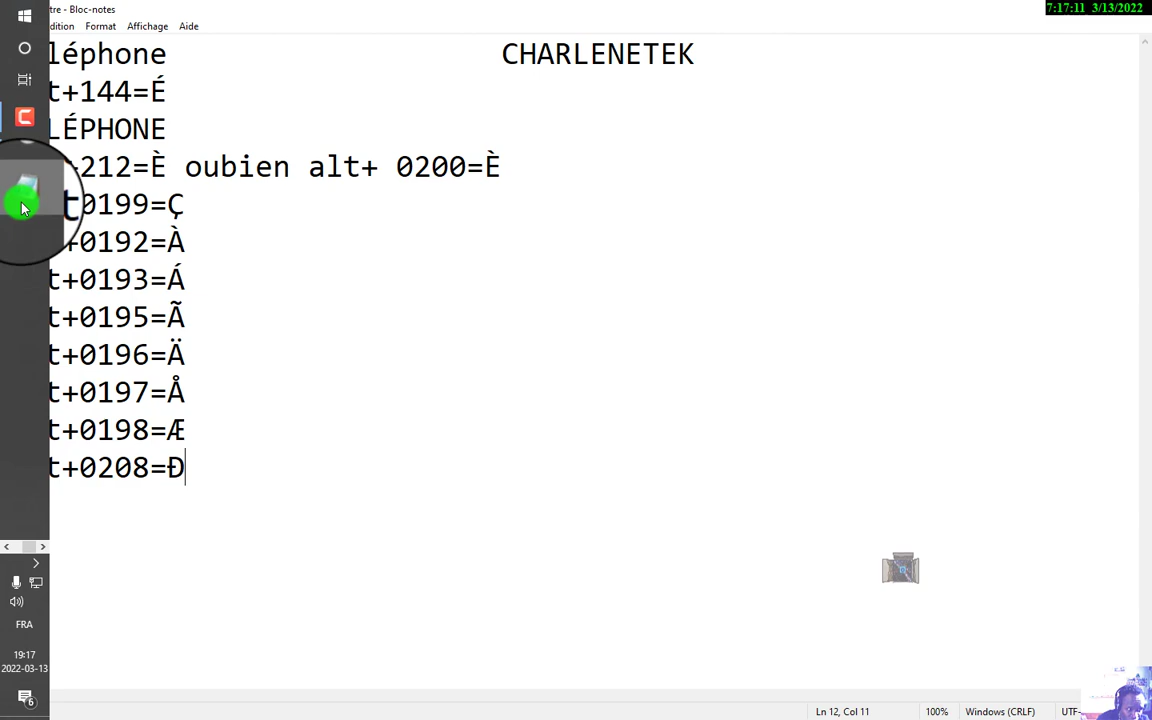 tre - Bloc-notes
7:17:11 3/13/2022
dition Format Affichage Aide
léphone CHARLENETEK
t+144=É
LÉPHONE
+212=È oubien alt+ 0200=È
t0199=Ç
+0192=À
t+0193=Á
t+0195=Ã
t+0196=Ä
t+0197=Å
t+0198=Æ
t+0208=Ð
FRA
19:17
2022-03-13
6
Ln 12, Col 11 100% Windows (CRLF) UTF-